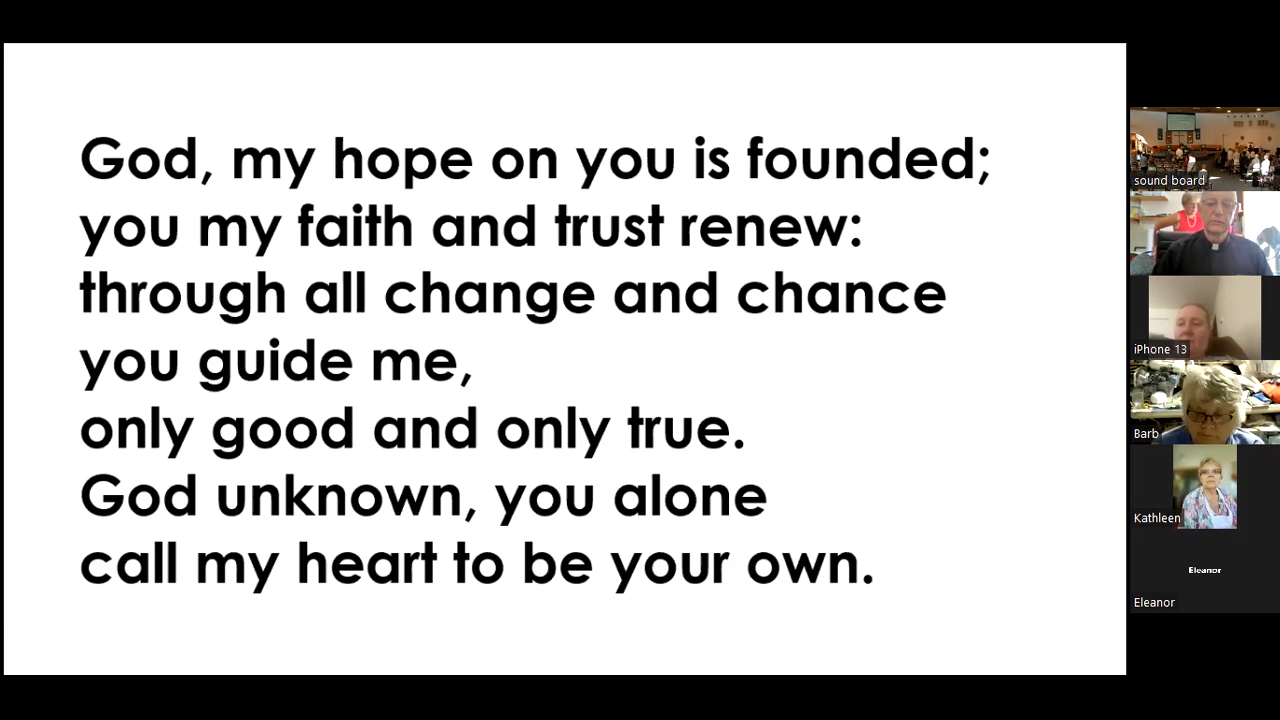 God, my hope on you is founded;
you my faith and trust renew:
through all change and chance
you guide me,
only good and only true.
God unknown, you alone
call my heart to be your own.
sound board
iPhone 13
Barb
Kathleen
Eleanor
Eleanor